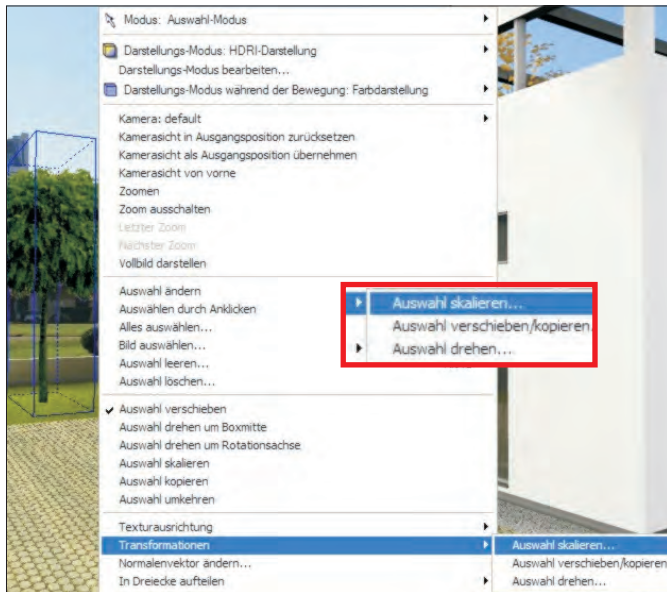 Modus: Auswahl-Modus
Darstellungs-Modus: HDRI-Darstellung
Darstellungs-Modus bearbeiten...
Darstellungs-Modus während der Bewegung: Farbdarstellung
Kamera: default
Kamerasicht in Ausgangsposition zurücksetzen
Kamerasicht als Ausgangsposition übernehmen
Kamerasicht von vorne
Zoomen
Zoom ausschalten
Letzter Zoom
Nächster Zoom
Vollbild darstellen
Auswahl ändern
Auswählen durch Anklicken
Alles auswählen...
Bild auswählen...
Auswahl leeren...
Auswahl löschen...
Auswahl skalieren...
Auswahl verschieben/kopieren.
Auswahl drehen...
Auswahl verschieben
Auswahl drehen um Boxmitte
Auswahl drehen um Rotationsachse
Auswahl skalieren
Auswahl kopieren
Auswahl umkehren
Texturausrichtung
Transformationen
Normalenvektor ändern...
In Dreiecke aufteilen
Auswahl skalieren...
Auswahl verschieben/kopieren
Auswahl drehen...